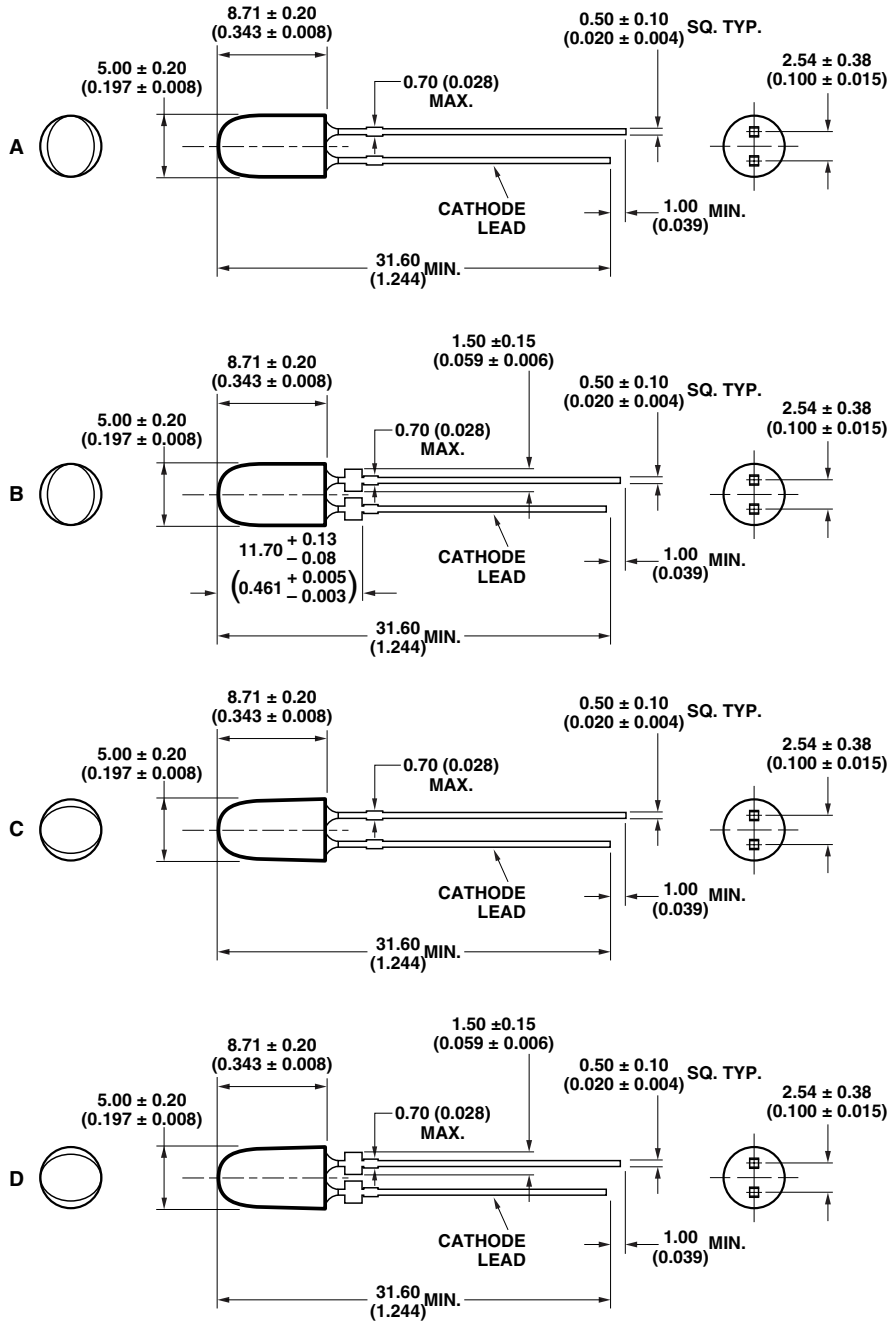 8.71 ± 0.20
(0.343 ± 0.008)
0.50 ± 0.10
(0.020 ± 0.004) SQ. TYP.
5.00 ± 0.20
(0.197 ± 0.008)
0.70 (0.028)
MAX.
2.54 ± 0.38
(0.100 ± 0.015)
A
CATHODE
LEAD
1.00 MIN.
(0.039)
31.60 MIN.
(1.244)
1.50 ±0.15
(0.059 ± 0.006)
8.71 ± 0.20
(0.343 ± 0.008)
0.50 ± 0.10
(0.020 ± 0.004) SQ. TYP.
5.00 ± 0.20
(0.197 ± 0.008)
0.70 (0.028)
MAX.
2.54 ± 0.38
(0.100 ± 0.015)
B
11.70 + 0.13
– 0.08
(0.461 + 0.005
– 0.003)
CATHODE
LEAD
1.00 MIN.
(0.039)
31.60 MIN.
(1.244)
8.71 ± 0.20
(0.343 ± 0.008)
0.50 ± 0.10
(0.020 ± 0.004) SQ. TYP.
5.00 ± 0.20
(0.197 ± 0.008)
0.70 (0.028)
MAX.
2.54 ± 0.38
(0.100 ± 0.015)
C
CATHODE
LEAD
1.00 MIN.
(0.039)
31.60 MIN.
(1.244)
1.50 ±0.15
(0.059 ± 0.006)
8.71 ± 0.20
(0.343 ± 0.008)
0.50 ± 0.10
(0.020 ± 0.004) SQ. TYP.
5.00 ± 0.20
(0.197 ± 0.008)
0.70 (0.028)
MAX.
2.54 ± 0.38
(0.100 ± 0.015)
D
CATHODE
LEAD
1.00 MIN.
(0.039)
31.60 MIN.
(1.244)